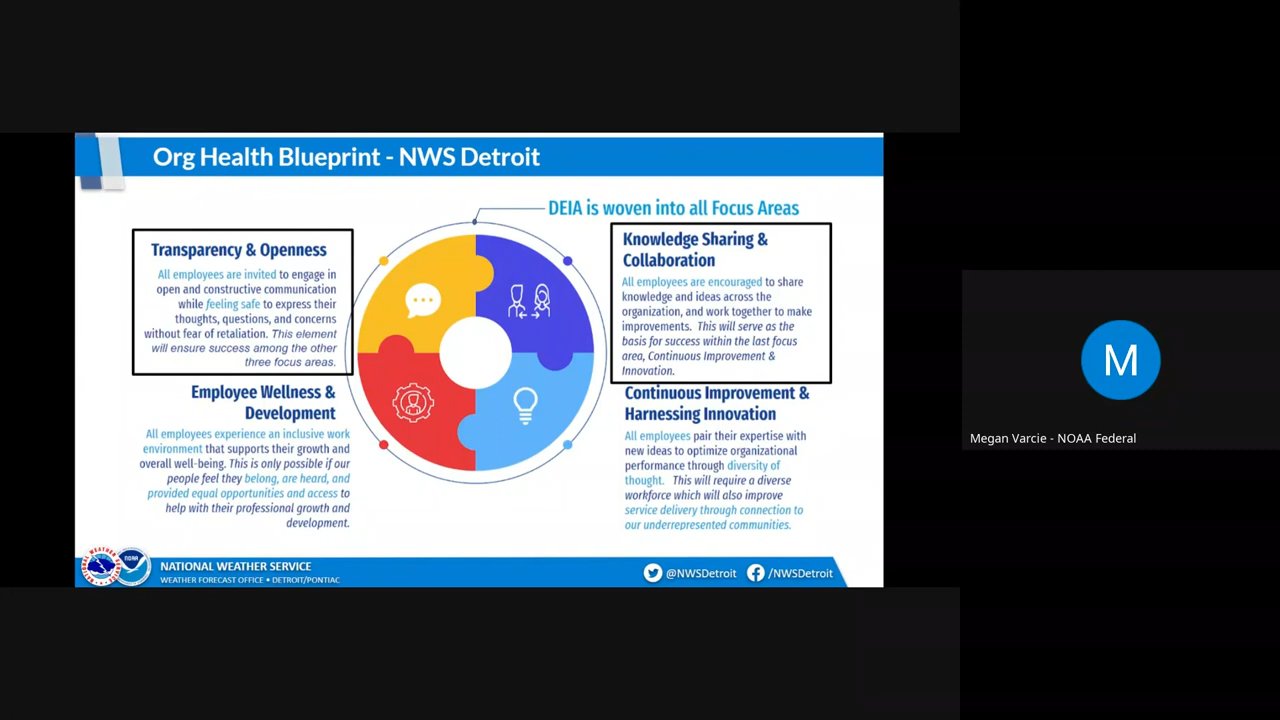 Org Health Blueprint - NWS Detroit
DEIA is woven into all Focus Areas
Transparency & Openness
All employees are invited to engage in
open and constructive communication
while feeling safe to express their
thoughts, questions, and concerns
without fear of retaliation. This element
will ensure success among the other
three focus areas.
Knowledge Sharing &
Collaboration
All employees are encouraged to share
knowledge and ideas across the
organization, and work together to make
improvements. This will serve as the
basis for success within the last focus
area, Continuous Improvement &
Innovation.
Employee Wellness &
Development
All employees experience an inclusive work
environment that supports their growth and
overall well-being. This is only possible if our
people feel they belong, are heard, and
provided equal opportunities and access to
help with their professional growth and
development.
Continuous Improvement &
Harnessing Innovation
All employees pair their expertise with
new ideas to optimize organizational
performance through diversity of
thought. This will require a diverse
workforce which will also improve
service delivery through connection to
our underrepresented communities.
NOAA
NATIONAL WEATHER SERVICE
WEATHER FORECAST OFFICE • DETROIT/PONTIAC
@NWSDetroit
/NWSDetroit
M
Megan Varcie - NOAA Federal